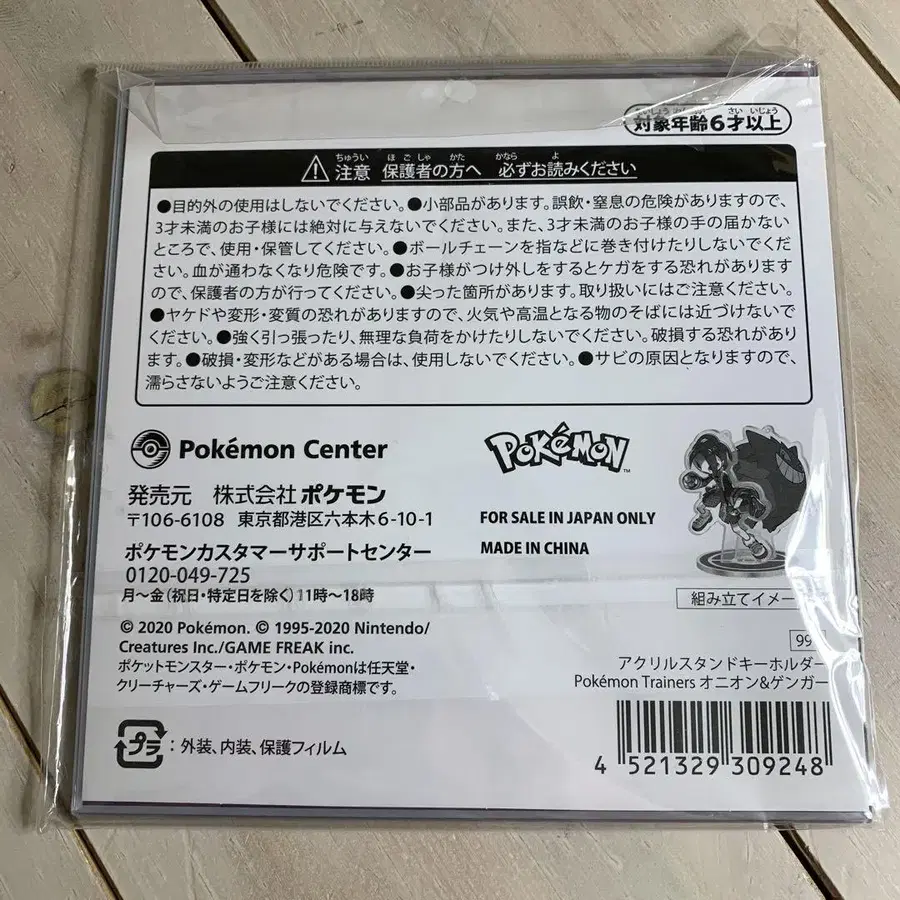 対象年齢6才以上
注意 保護者の方へ 必ずお読みください
●目的外の使用はしないでください。●小部品があります。誤飲・窒息の危険がありますので、
3才未満のお子様には絶対に与えないでください。また、3才未満のお子様の手の届かない
ところで、使用・保管してください。●ボールチェーンを指などに巻き付けたりしないでくだ
さい。血が通わなくなり危険です。●お子様がつけ外しをするとケガをする恐れがあります
ので、保護者の方が行ってください。●尖った箇所があります。取り扱いにはご注意ください。
●ヤケドや変形・変質の恐れがありますので、火気や高温となる物のそばには近づけないで
ください。●強く引っ張ったり、無理な負荷をかけたりしないでください。破損する恐れがあり
ます。●破損・変形などがある場合は、使用しないでください。●サビの原因となりますので、
濡らさないようご注意ください。
Pokémon Center
発売元 株式会社 ポケモン
〒106-6108 東京都港区六本木6-10-1
ポケモンカスタマーサポートセンター
0120-049-725
月～金(祝日・特定日を除く)11時～18時
© 2020 Pokémon. © 1995-2020 Nintendo/
Creatures Inc./GAME FREAK inc.
ポケットモンスター・ポケモン・Pokémonは任天堂・
クリーチャーズ・ゲームフリークの登録商標です。
プラ:外装、内装、保護フィルム
POKéMON™
FOR SALE IN JAPAN ONLY
MADE IN CHINA
組み立てイメー
99
アクリルスタンドキーホルダー
Pokémon Trainers オニオン&ゲンガー
4 521329 309248